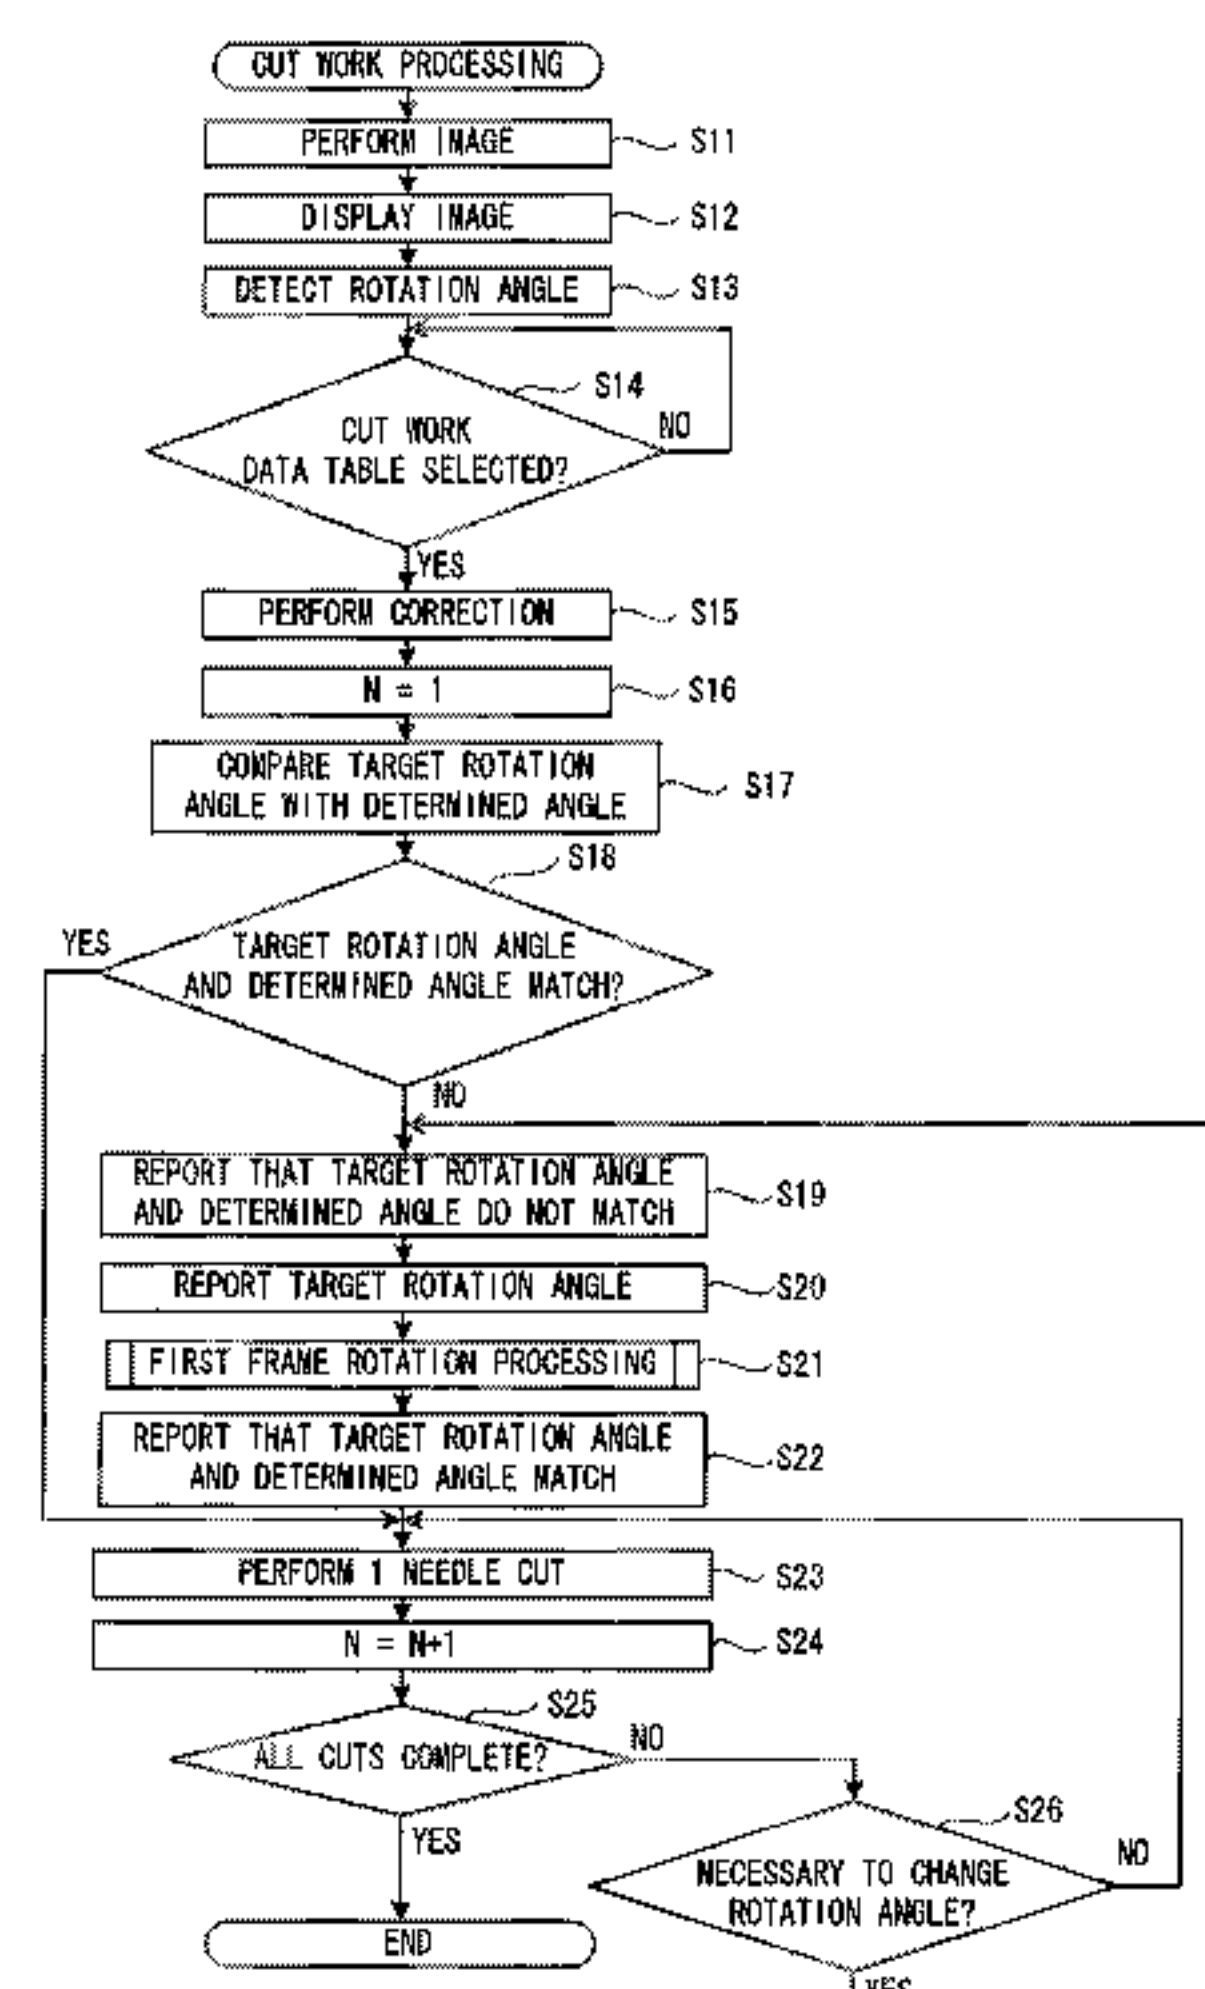 CUT WORK PROCESSING
PERFORM IMAGE
S11
DISPLAY IMAGE
S12
DETECT ROTATION ANGLE
S13
S14
CUT WORK
DATA TABLE SELECTED?
NO
YES
PERFORM CORRECTION
S15
N = 1
S16
COMPARE TARGET ROTATION
ANGLE WITH DETERMINED ANGLE
S17
S18
YES
TARGET ROTATION ANGLE
AND DETERMINED ANGLE MATCH?
NO
REPORT THAT TARGET ROTATION ANGLE
AND DETERMINED ANGLE DO NOT MATCH
S19
REPORT TARGET ROTATION ANGLE
S20
FIRST FRAME ROTATION PROCESSING
S21
REPORT THAT TARGET ROTATION ANGLE
AND DETERMINED ANGLE MATCH
S22
PERFORM 1 NEEDLE CUT
S23
N = N+1
S24
S25
ALL CUTS COMPLETE?
NO
YES
S26
NECESSARY TO CHANGE
ROTATION ANGLE?
NO
END
YES